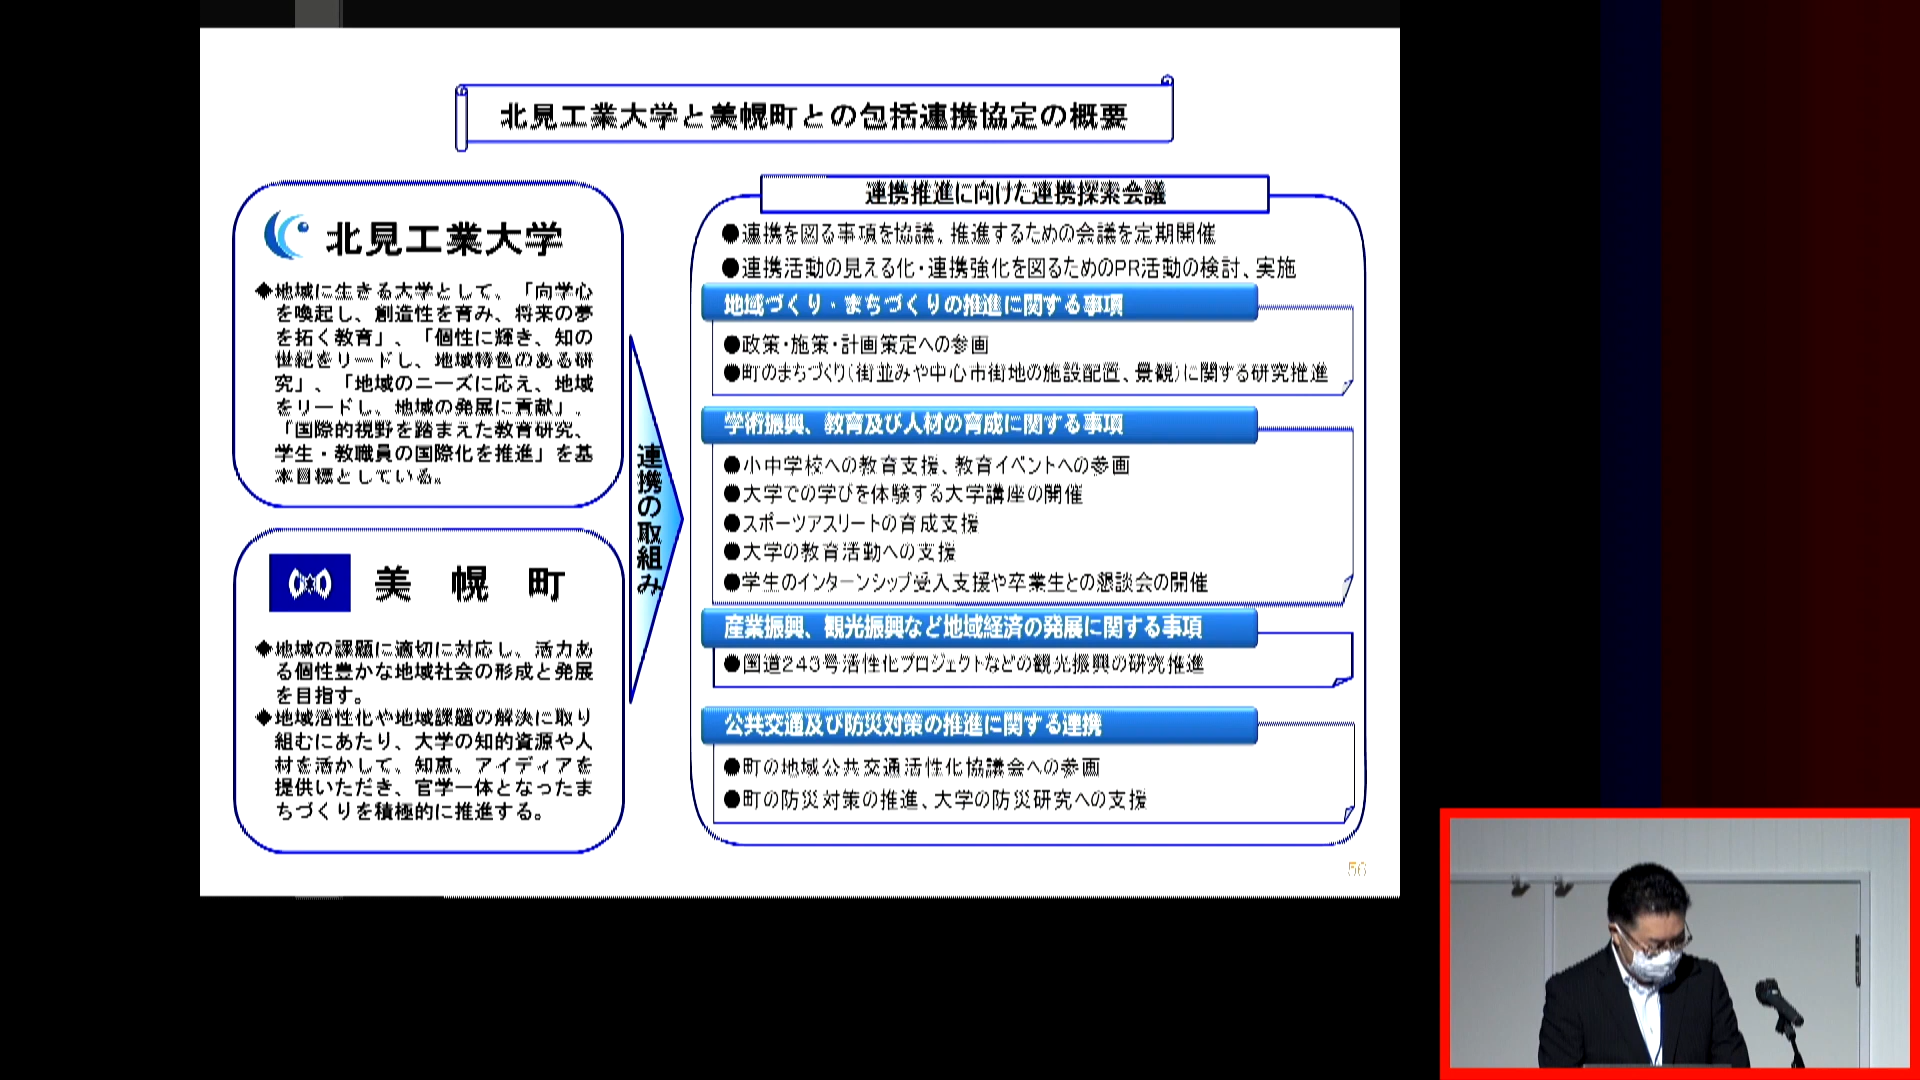 北見工業大学と美幌町との包括連携協定の概要
北見工業大学
◆地域に生きる大学として、「向学心
を喚起し、創造性を育み、将来の夢
を拓く教育」、「個性に輝き、知の
世紀をリードし、地域特色のある研
究」、「地域のニーズに応え、地域
をリードし、地域の発展に貢献」、
「国際的視野を踏まえた教育研究、
学生・教職員の国際化を推進」を基
本目標としている。
美幌町
◆地域の課題に適切に対応し、活力あ
る個性豊かな地域社会の形成と発展
を目指す。
◆地域活性化や地域課題の解決に取り
組むにあたり、大学の知的資源や人
材を活かして、知恵、アイディアを
提供いただき、官学一体となったま
ちづくりを積極的に推進する。
連携の取組み
連携推進に向けた連携探索会議
●連携を図る事項を協議、推進するための会議を定期開催
●連携活動の見える化・連携強化を図るためのPR活動の検討、実施
地域づくり・まちづくりの推進に関する事項
●政策・施策・計画策定への参画
●町のまちづくり(街並みや中心市街地の施設配置、景観)に関する研究推進
学術振興、教育及び人材の育成に関する事項
●小中学校への教育支援、教育イベントへの参画
●大学での学びを体験する大学講座の開催
●スポーツアスリートの育成支援
●大学の教育活動への支援
●学生のインターンシップ受入支援や卒業生との懇談会の開催
産業振興、観光振興など地域経済の発展に関する事項
●国道243号活性化プロジェクトなどの観光振興の研究推進
公共交通及び防災対策の推進に関する連携
●町の地域公共交通活性化協議会への参画
●町の防災対策の推進、大学の防災研究への支援
56